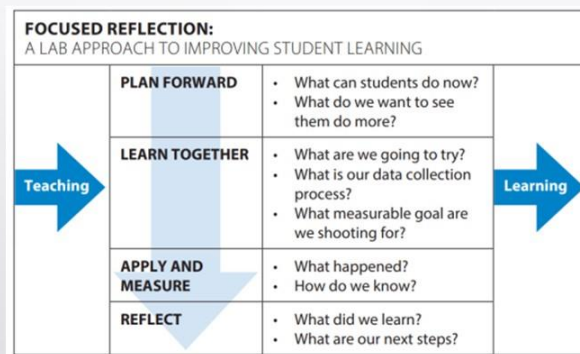 FOCUSED REFLECTION:
A LAB APPROACH TO IMPROVING STUDENT LEARNING
Teaching
PLAN FORWARD
• What can students do now?
• What do we want to see
them do more?
LEARN TOGETHER
• What are we going to try?
• What is our data collection
process?
• What measurable goal are
we shooting for?
APPLY AND
MEASURE
• What happened?
• How do we know?
REFLECT
• What did we learn?
• What are our next steps?
Learning